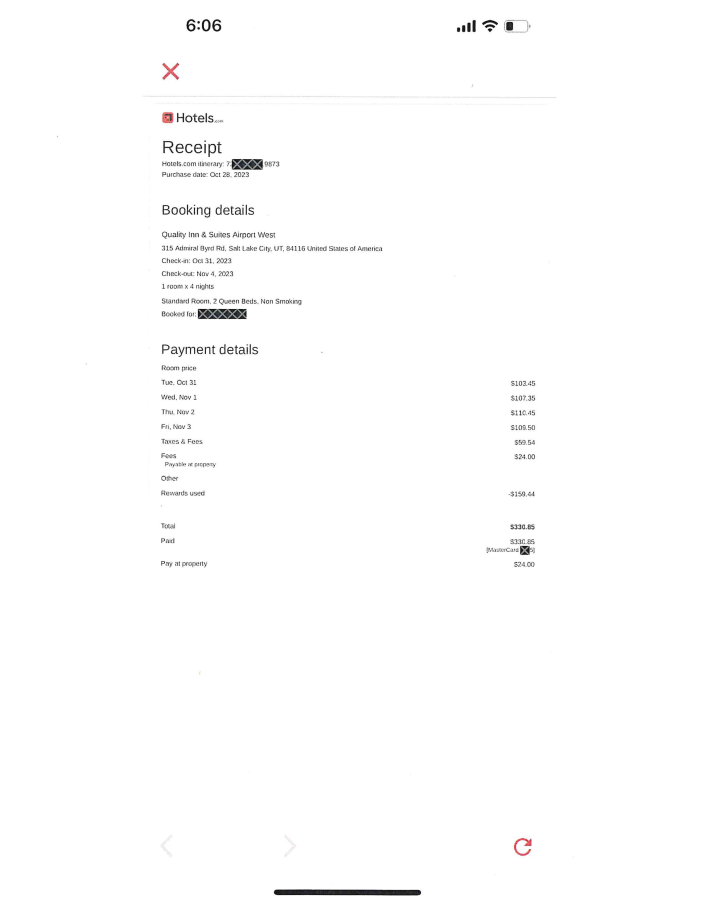 6:06
Hotels.com
Receipt
Hotels.com itinerary: 7 9873
Purchase date: Oct 28, 2023
Booking details
Quality Inn & Suites Airport West
315 Admiral Byrd Rd, Salt Lake City, UT, 84116 United States of America
Check-in: Oct 31, 2023
Check-out: Nov 4, 2023
1 room x 4 nights
Standard Room, 2 Queen Beds, Non Smoking
Booked for:
Payment details
Room price
Tue, Oct 31 $103.45
Wed, Nov 1 $107.35
Thu, Nov 2 $110.45
Fri, Nov 3 $109.50
Taxes & Fees $59.54
Fees $24.00
Payable at property
Other
Rewards used -$159.44
Total $330.85
Paid $330.85
[MasterCard 5]
Pay at property $24.00